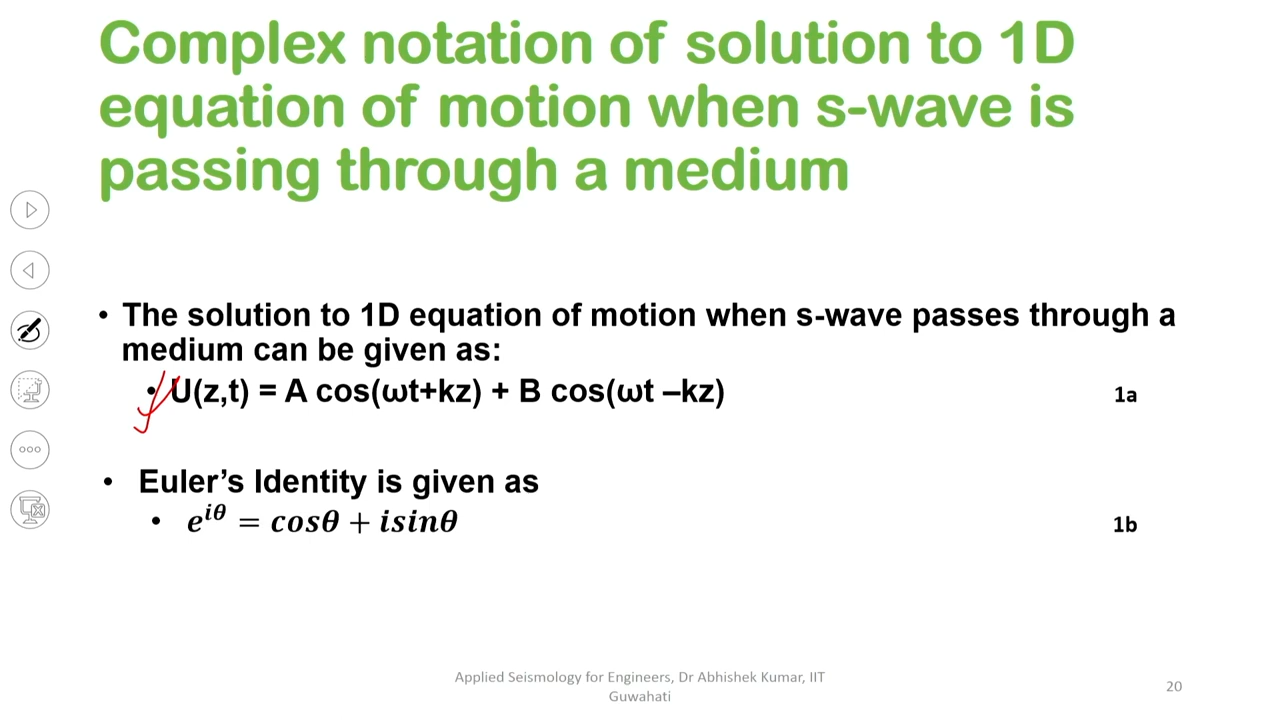 Complex notation of solution to 1D
equation of motion when s-wave is
passing through a medium
• The solution to 1D equation of motion when s-wave passes through a
medium can be given as:
• U(z,t) = A cos(ωt+kz) + B cos(ωt –kz) 1a
• Euler’s Identity is given as
• e^{iθ} = cosθ + isinθ 1b
Applied Seismology for Engineers, Dr Abhishek Kumar, IIT
Guwahati
20